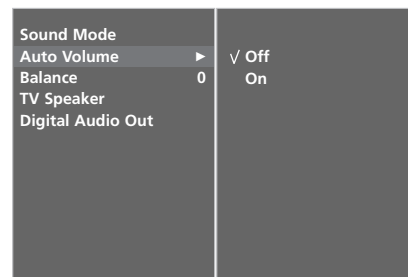 Sound Mode
Auto Volume ►
Balance 0
TV Speaker
Digital Audio Out
√ Off
On